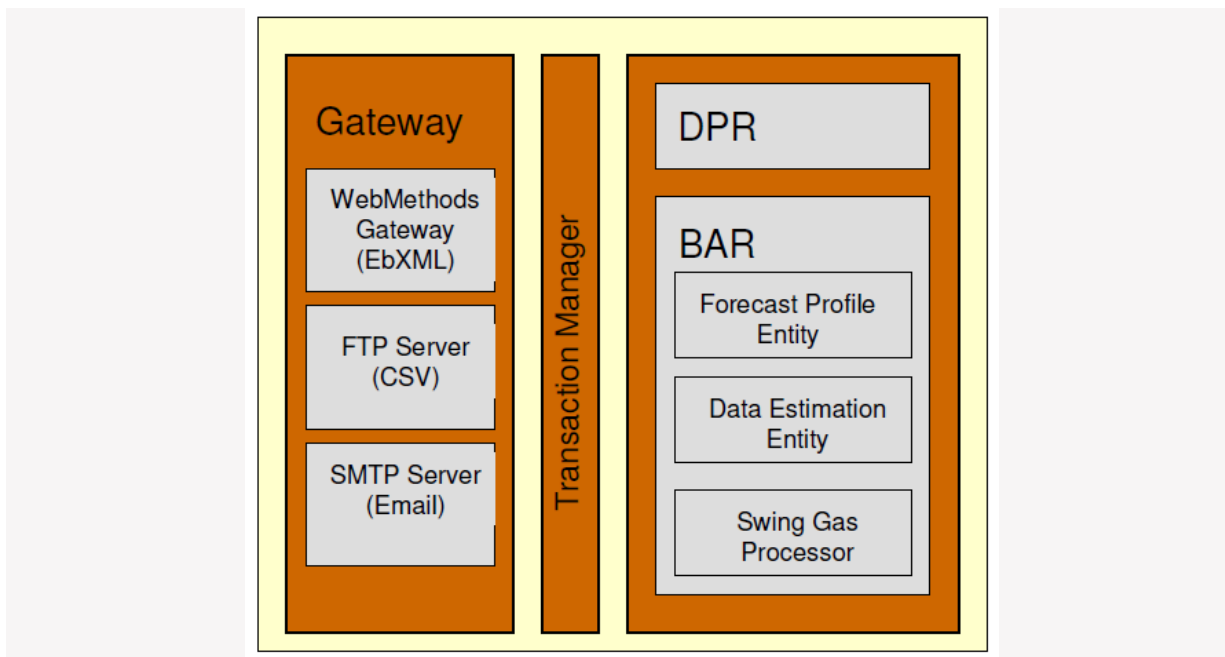 Gateway
WebMethods
Gateway
(EbXML)
FTP Server
(CSV)
SMTP Server
(Email)
Transaction Manager
DPR
BAR
Forecast Profile
Entity
Data Estimation
Entity
Swing Gas
Processor